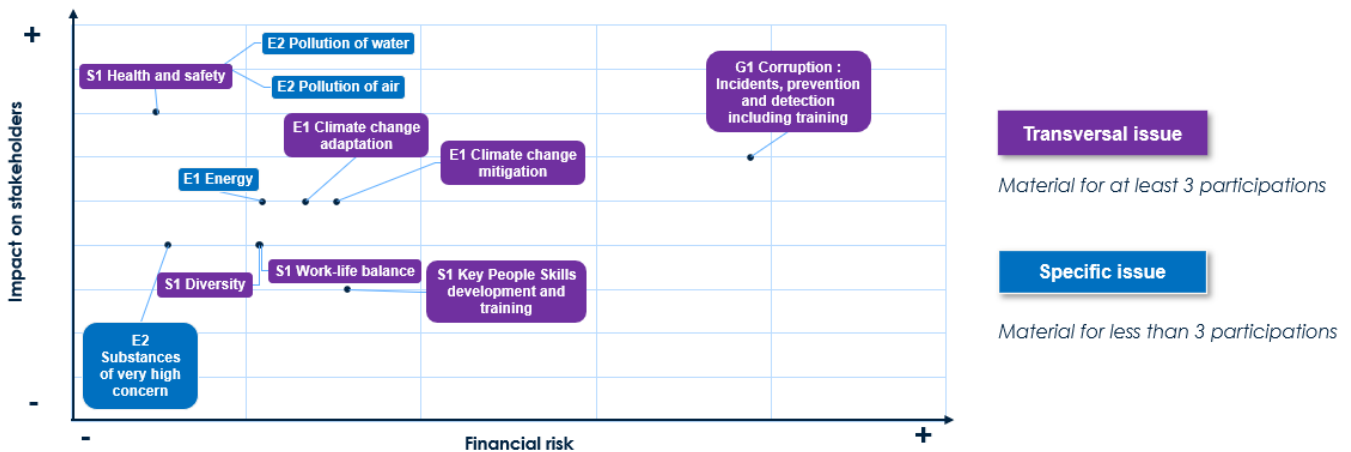 +
Impact on stakeholders
-
E2 Pollution of water
S1 Health and safety
E2 Pollution of air
G1 Corruption :
Incidents, prevention
and detection
including training
E1 Climate change
adaptation
E1 Climate change
mitigation
E1 Energy
S1 Work-life balance
S1 Diversity
S1 Key People Skills
development and
training
E2
Substances
of very high
concern
-
Financial risk
+
Transversal issue
Material for at least 3 participations
Specific issue
Material for less than 3 participations